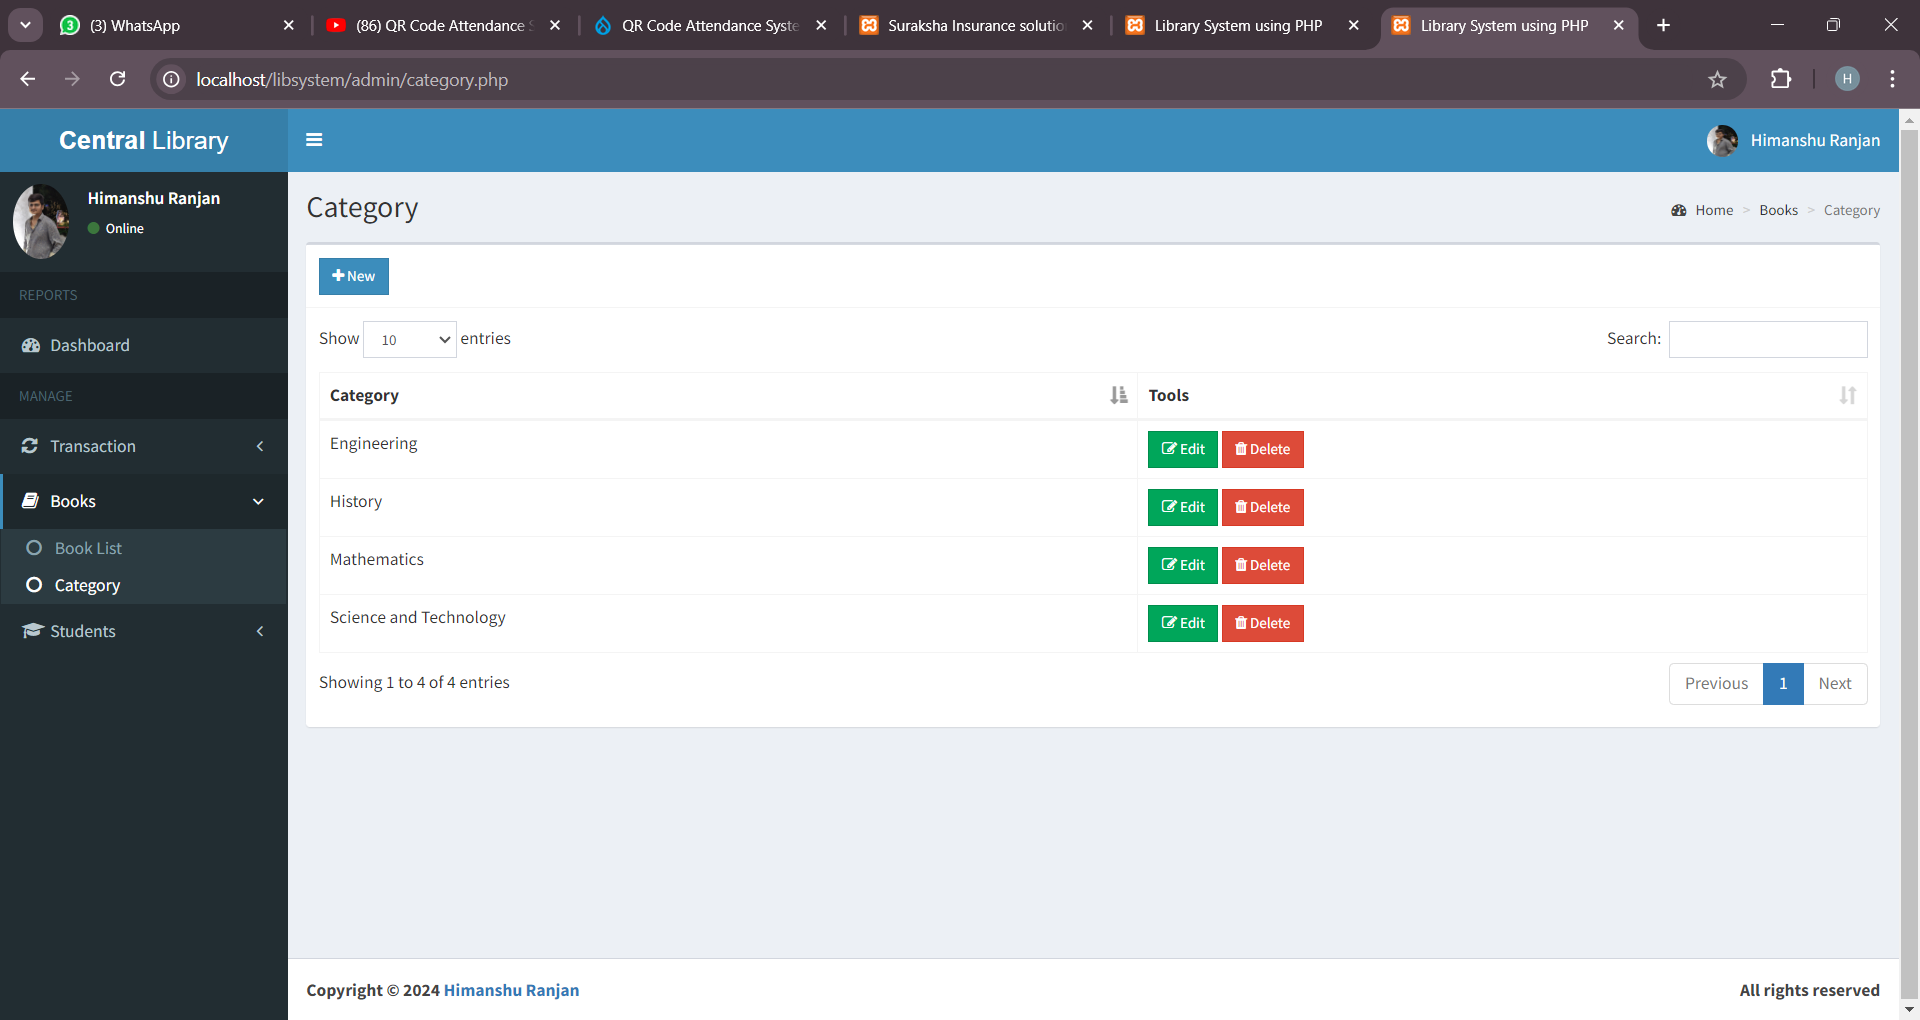 (3) WhatsApp
(86) QR Code Attendance S
QR Code Attendance Syste
Suraksha Insurance solutio
Library System using PHP
Library System using PHP
localhost/libsystem/admin/category.php
H
Central Library
Himanshu Ranjan
Himanshu Ranjan
Online
Category
Home > Books > Category
New
REPORTS
Dashboard
Show 10 entries
Search:
MANAGE
Category
Tools
Transaction
Engineering
Edit
Delete
Books
History
Edit
Delete
Book List
Mathematics
Edit
Delete
Category
Science and Technology
Edit
Delete
Students
Showing 1 to 4 of 4 entries
Previous 1 Next
Copyright © 2024 Himanshu Ranjan
All rights reserved